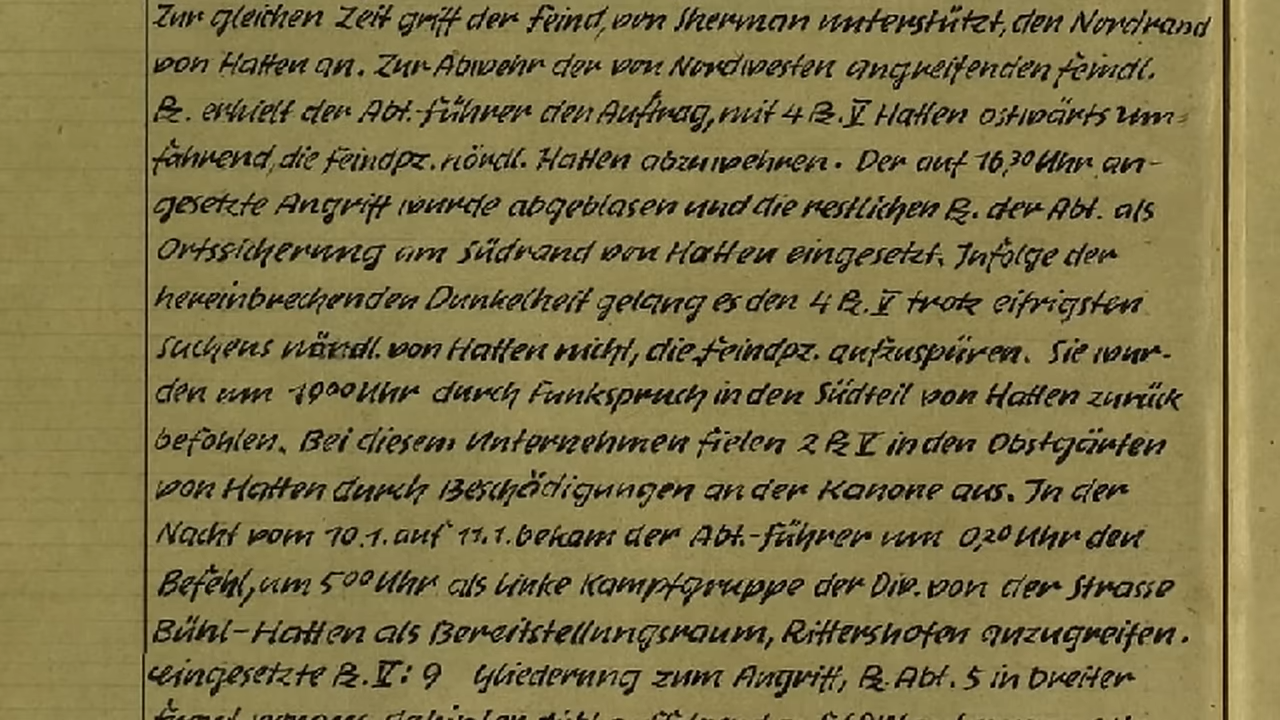 Zur gleichen Zeit griff der Feind, von Sherman unterstützt, den Nordrand
von Hatten an. Zur Abwehr der von Nordwesten angreifenden feindl.
Pz. erhielt der Abt.-Führer den Auftrag, mit 4 Pz. V Hatten ostwärts um-
fahrend, die Feindpz. nördl. Hatten abzuwehren. Der auf 16,30 Uhr an-
gesetzte Angriff wurde abgeblasen und die restlichen Pz. der Abt. als
Ortssicherung am Südrand von Hatten eingesetzt. Infolge der
hereinbrechenden Dunkelheit gelang es den 4 Pz. V trotz eifrigsten
Suchens nördl. von Hatten nicht, die Feindpz. aufzuspüren. Sie wur-
den um 19⁰⁰ Uhr durch Funkspruch in den Südteil von Hatten zurück
befohlen. Bei diesem Unternehmen fielen 2 Pz V in den Obstgärten
von Hatten durch Beschädigungen an der Kanone aus. In der
Nacht vom 10.1. auf 11.1. bekam der Abt.-Führer um 0,20 Uhr den
Befehl, um 5⁰⁰ Uhr als linke Kampfgruppe der Div. von der Strasse
Bühl-Hatten als Bereitstellungsraum, Rittershofen anzugreifen.
eingesetzte Pz. V: 9 Gliederung zum Angriff, Pz. Abt. 5 in breiter